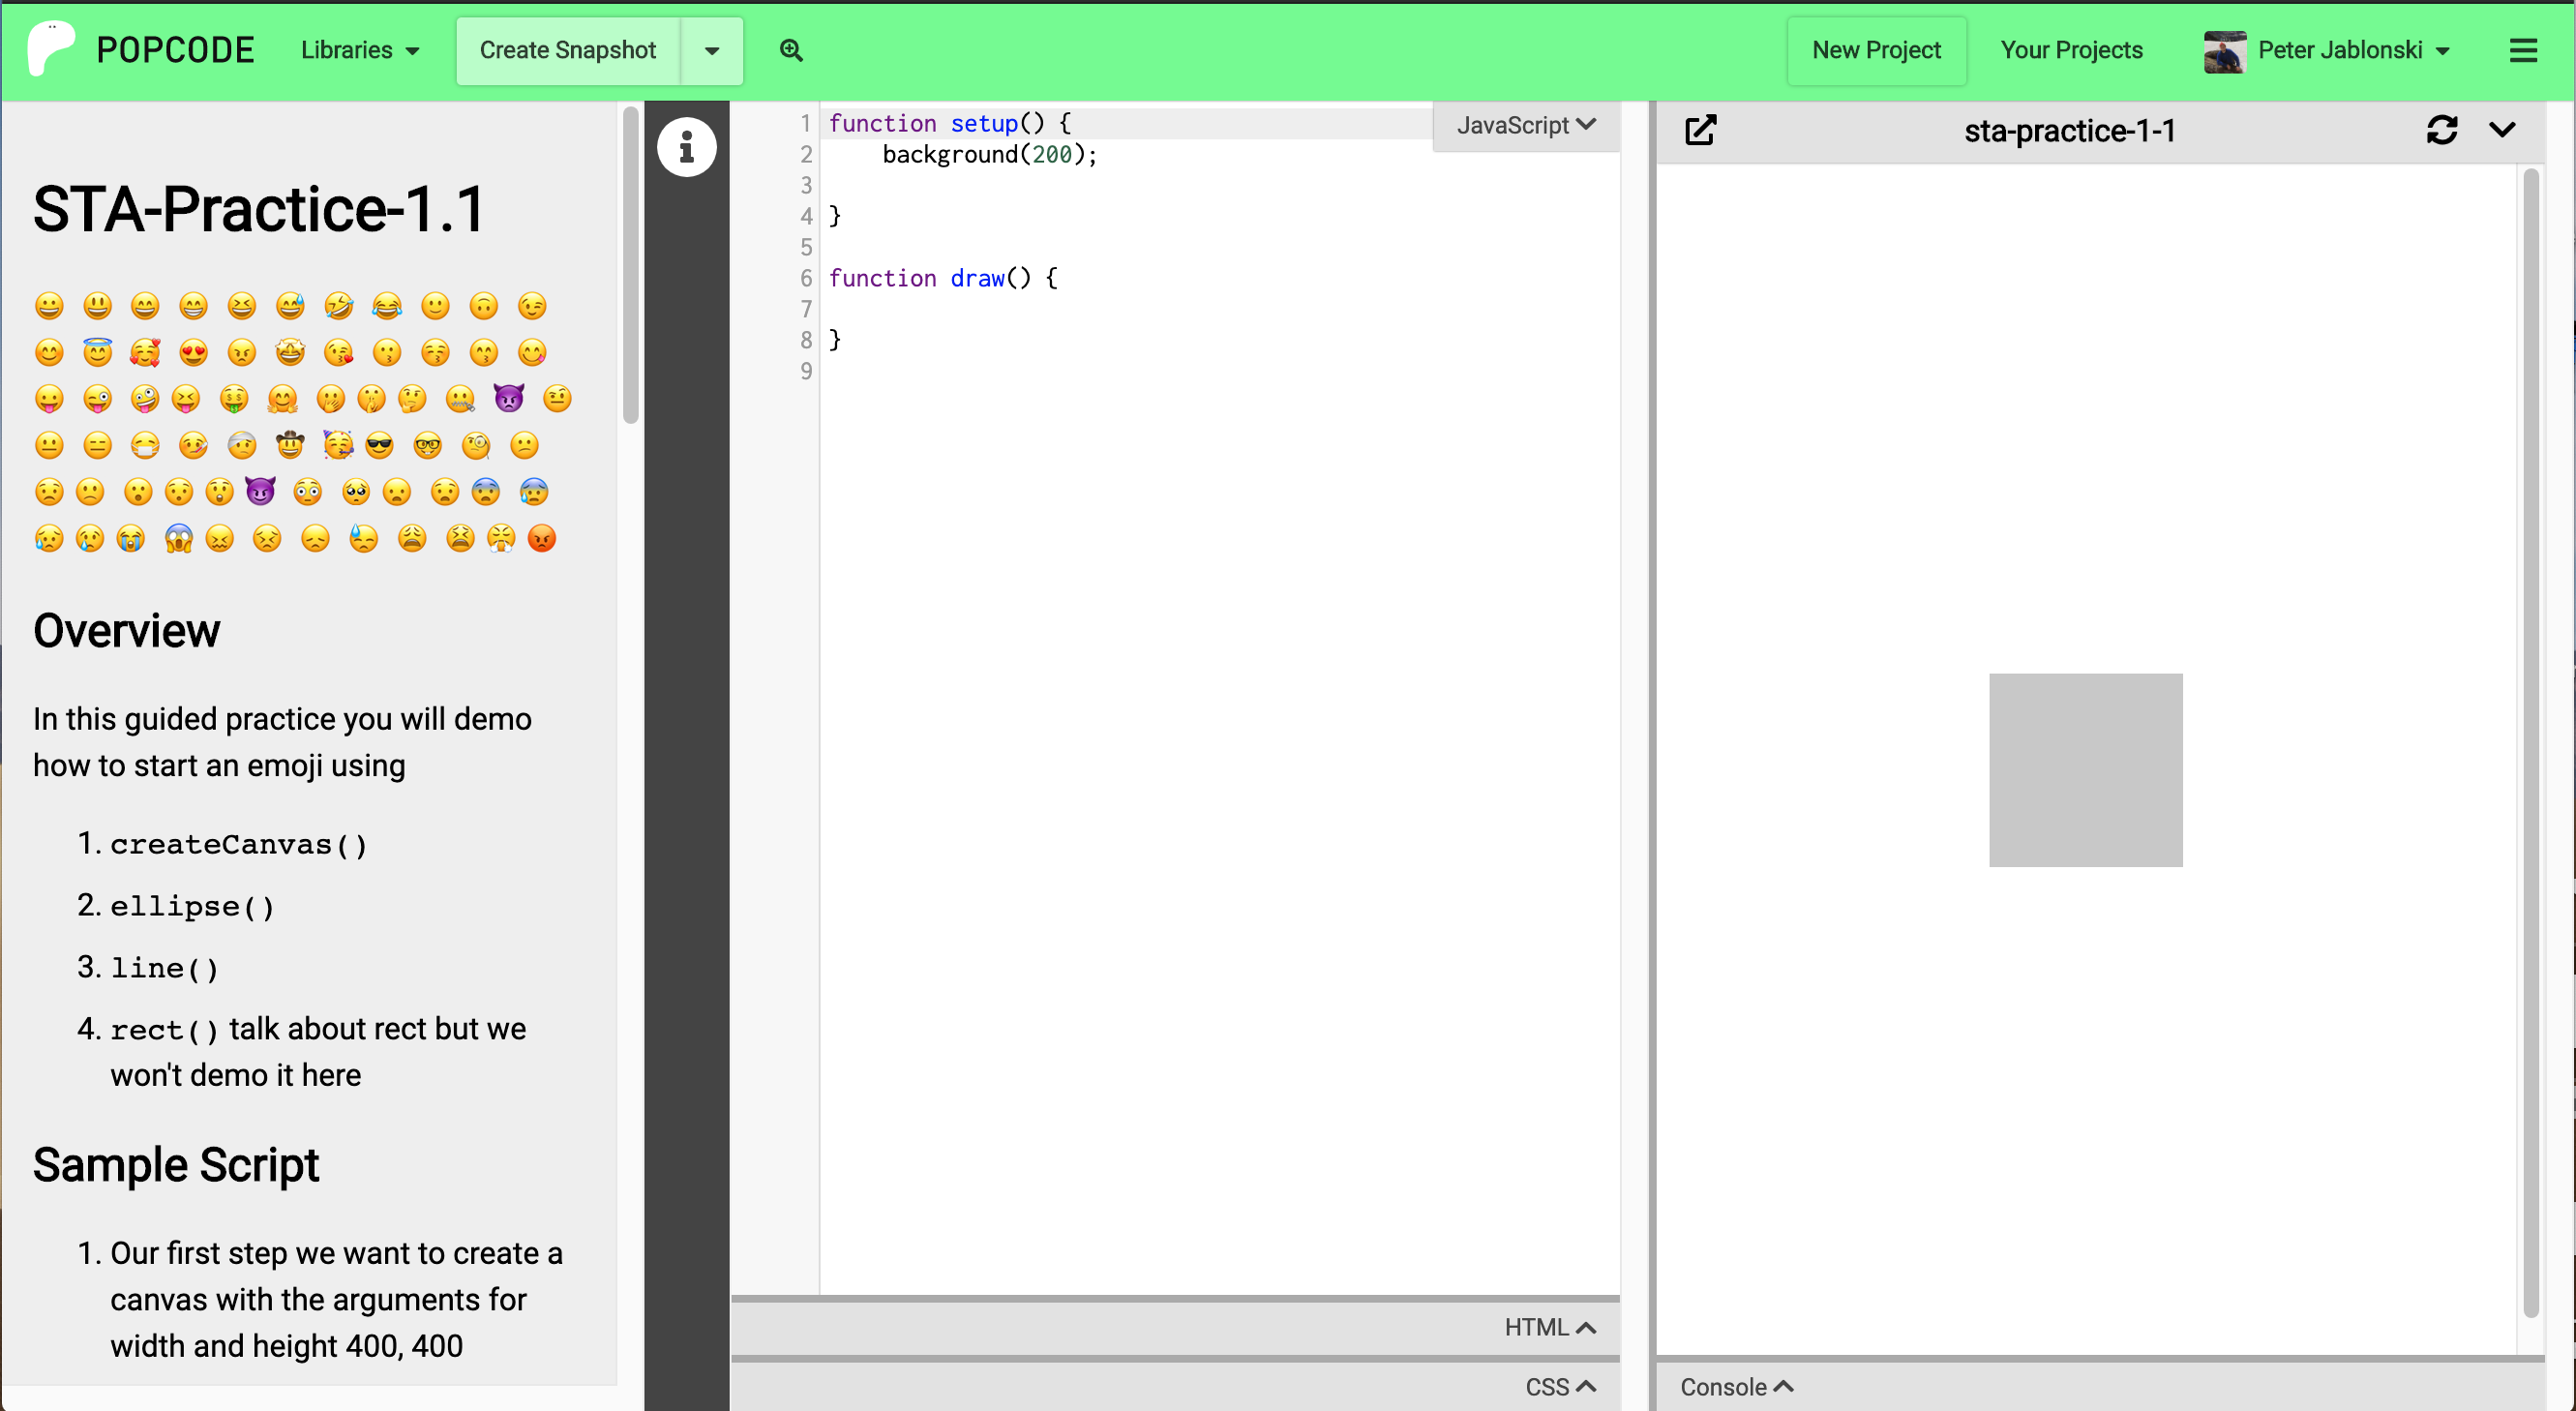 POPCODE Libraries Create Snapshot New Project Your Projects Peter Jablonski
STA-Practice-1.1
Overview
In this guided practice you will demo
how to start an emoji using
1. createCanvas()
2. ellipse()
3. line()
4. rect() talk about rect but we
won't demo it here
Sample Script
1. Our first step we want to create a
canvas with the arguments for
width and height 400, 400
JavaScript
1 function setup() {
2 background(200);
3
4 }
5
6 function draw() {
7
8 }
9
HTML
CSS
sta-practice-1-1
Console